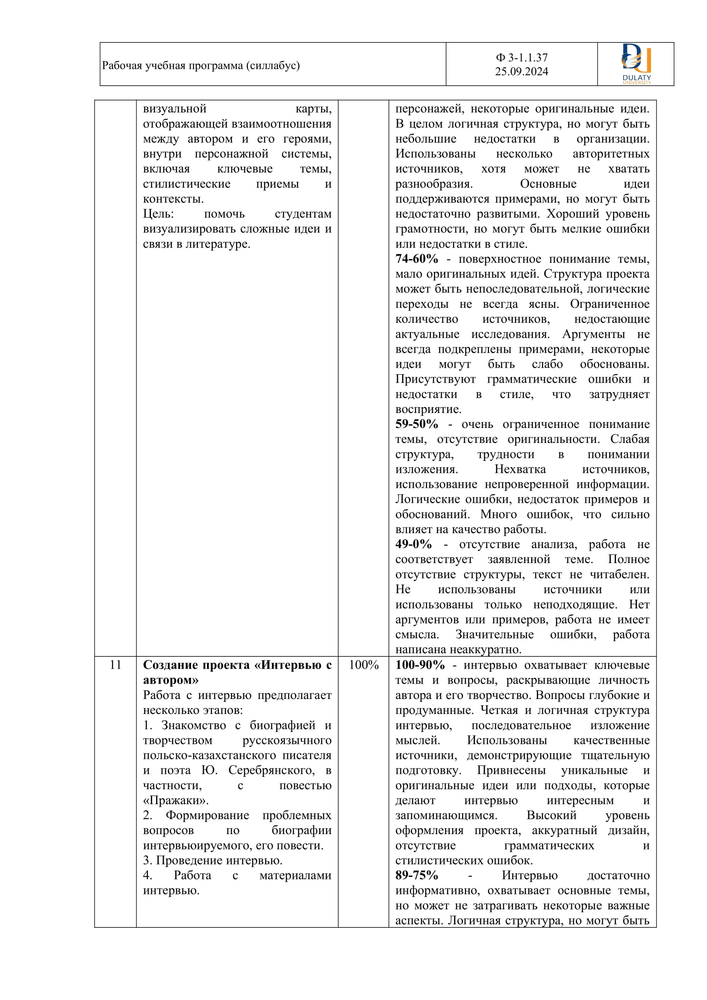 Рабочая учебная программа (силлабус)
Ф 3-1.1.37
25.09.2024
DULATY
UNIVERSITY
визуальной карты,
отображающей взаимоотношения
между автором и его героями,
внутри персонажной системы,
включая ключевые темы,
стилистические приемы и
контексты.
Цель: помочь студентам
визуализировать сложные идеи и
связи в литературе.
персонажей, некоторые оригинальные идеи.
В целом логичная структура, но могут быть
небольшие недостатки в организации.
Использованы несколько авторитетных
источников, хотя может не хватать
разнообразия. Основные идеи
поддерживаются примерами, но могут быть
недостаточно развитыми. Хороший уровень
грамотности, но могут быть мелкие ошибки
или недостатки в стиле.
74-60% - поверхностное понимание темы,
мало оригинальных идей. Структура проекта
может быть непоследовательной, логические
переходы не всегда ясны. Ограниченное
количество источников, недостающие
актуальные исследования. Аргументы не
всегда подкреплены примерами, некоторые
идеи могут быть слабо обоснованы.
Присутствуют грамматические ошибки и
недостатки в стиле, что затрудняет
восприятие.
59-50% - очень ограниченное понимание
темы, отсутствие оригинальности. Слабая
структура, трудности в понимании
изложения. Нехватка источников,
использование непроверенной информации.
Логические ошибки, недостаток примеров и
обоснований. Много ошибок, что сильно
влияет на качество работы.
49-0% - отсутствие анализа, работа не
соответствует заявленной теме. Полное
отсутствие структуры, текст не читабелен.
Не использованы источники или
использованы только неподходящие. Нет
аргументов или примеров, работа не имеет
смысла. Значительные ошибки, работа
написана неаккуратно.
11
Создание проекта «Интервью с
автором»
Работа с интервью предполагает
несколько этапов:
1. Знакомство с биографией и
творчеством русскоязычного
польско-казахстанского писателя
и поэта Ю. Серебрянского, в
частности, с повестью
«Пражаки».
2. Формирование проблемных
вопросов по биографии
интервьюируемого, его повести.
3. Проведение интервью.
4. Работа с материалами
интервью.
100%
100-90% - интервью охватывает ключевые
темы и вопросы, раскрывающие личность
автора и его творчество. Вопросы глубокие и
продуманные. Четкая и логичная структура
интервью, последовательное изложение
мыслей. Использованы качественные
источники, демонстрирующие тщательную
подготовку. Привнесены уникальные и
оригинальные идеи или подходы, которые
делают интервью интересным и
запоминающимся. Высокий уровень
оформления проекта, аккуратный дизайн,
отсутствие грамматических и
стилистических ошибок.
89-75% - Интервью достаточно
информативно, охватывает основные темы,
но может не затрагивать некоторые важные
аспекты. Логичная структура, но могут быть